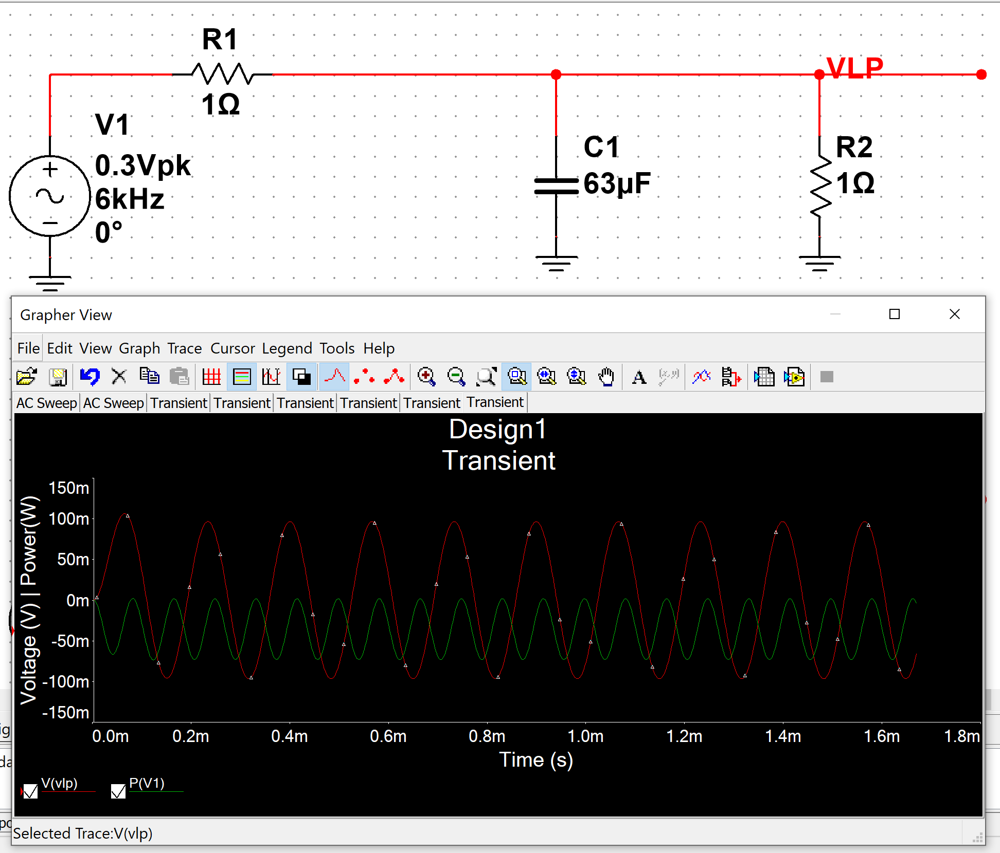 R1
1Ω
VLP
V1
0.3Vpk
6kHz
0°
C1
63µF
R2
1Ω
Grapher View
File Edit View Graph Trace Cursor Legend Tools Help
A
AC Sweep AC Sweep Transient Transient Transient Transient Transient Transient
Design1
Transient
Voltage (V) | Power(W)
150m
100m
50m
0m
-50m
-100m
-150m
0.0m 0.2m 0.4m 0.6m 0.8m 1.0m 1.2m 1.4m 1.6m 1.8m
Time (s)
V(vlp) P(V1)
Selected Trace:V(vlp)